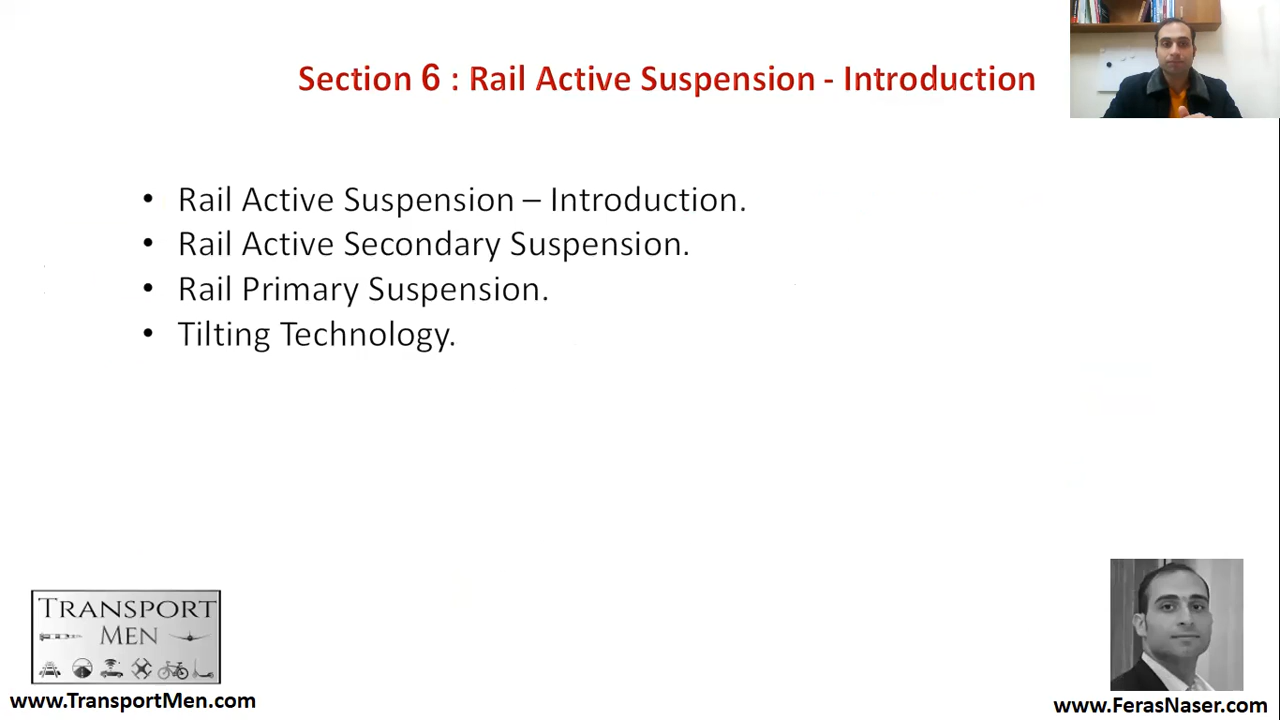 Section 6 : Rail Active Suspension - Introduction
• Rail Active Suspension – Introduction.
• Rail Active Secondary Suspension.
• Rail Primary Suspension.
• Tilting Technology.
TRANSPORT
MEN
www.TransportMen.com
www.FerasNaser.com